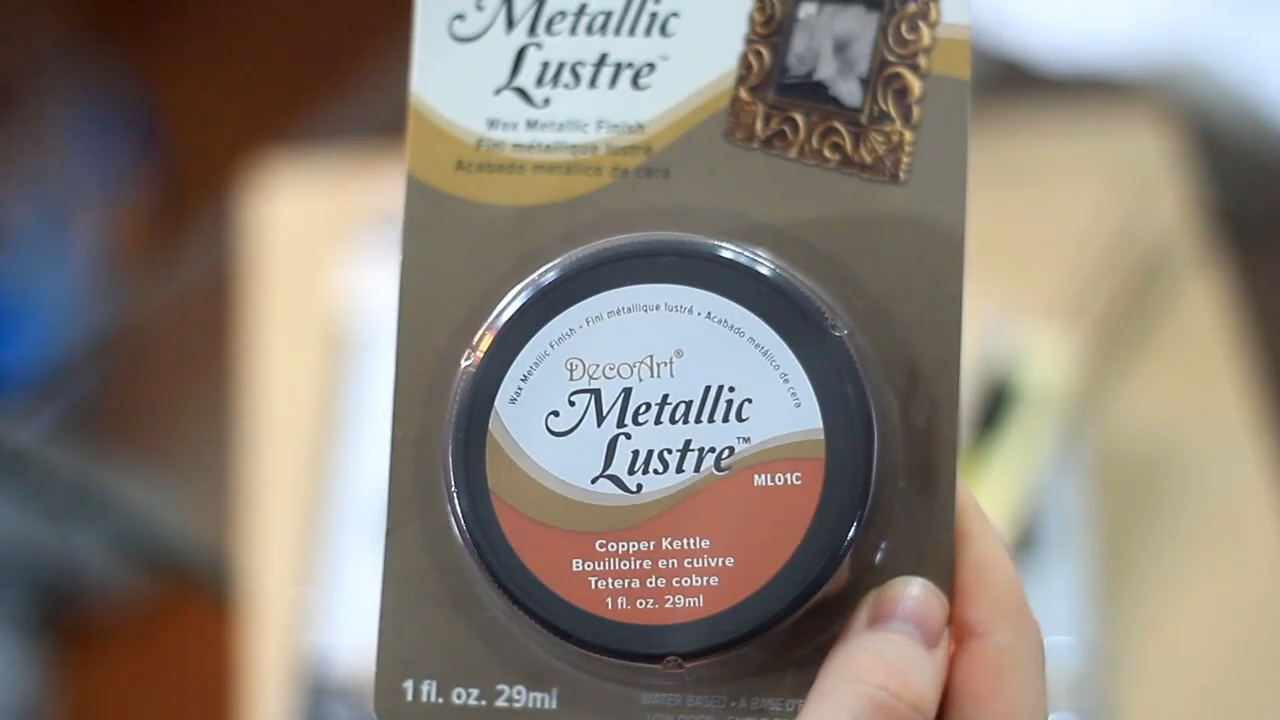 Metallic
Lustre™
Wax Metallic Finish
Fini métallique lustré
Acabado metálico de cera
Wax Metallic Finish • Fini métallique lustré • Acabado metálico de cera
DecoArt®
Metallic
Lustre™
ML01C
Copper Kettle
Bouilloire en cuivre
Tetera de cobre
1 fl. oz. 29ml
1 fl. oz. 29ml
WATER BASED • A BASE D'